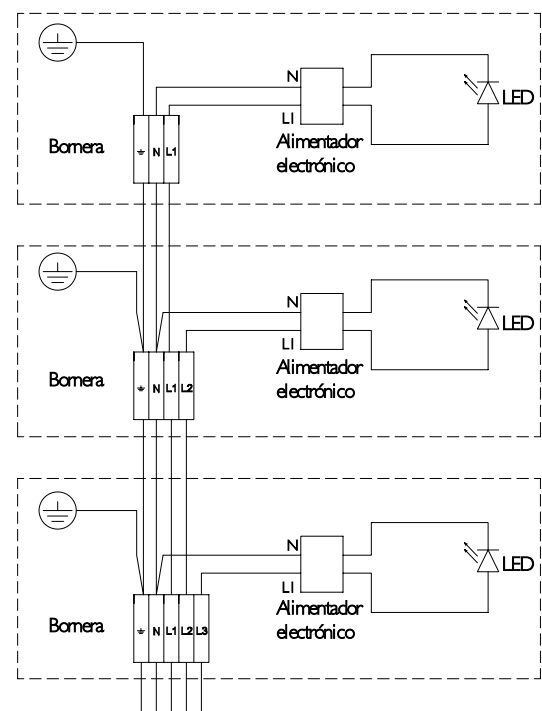 N
LED
LI
Alimentador
electrónico
Bornera
N L1
N
LED
LI
Alimentador
electrónico
Bornera
N L1 L2
N
LED
LI
Alimentador
electrónico
Bornera
N L1 L2 L3